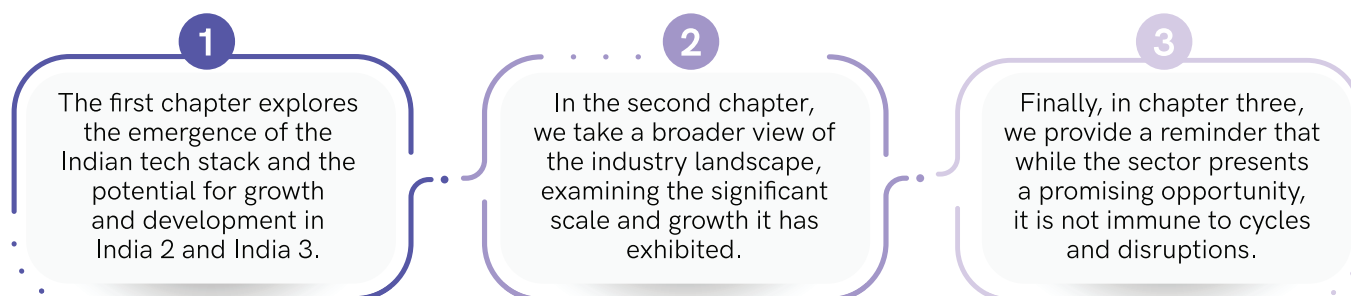 1
The first chapter explores
the emergence of the
Indian tech stack and the
potential for growth
and development in
India 2 and India 3.
2
In the second chapter,
we take a broader view of
the industry landscape,
examining the significant
scale and growth it has
exhibited.
3
Finally, in chapter three,
we provide a reminder that
while the sector presents
a promising opportunity,
it is not immune to cycles
and disruptions.